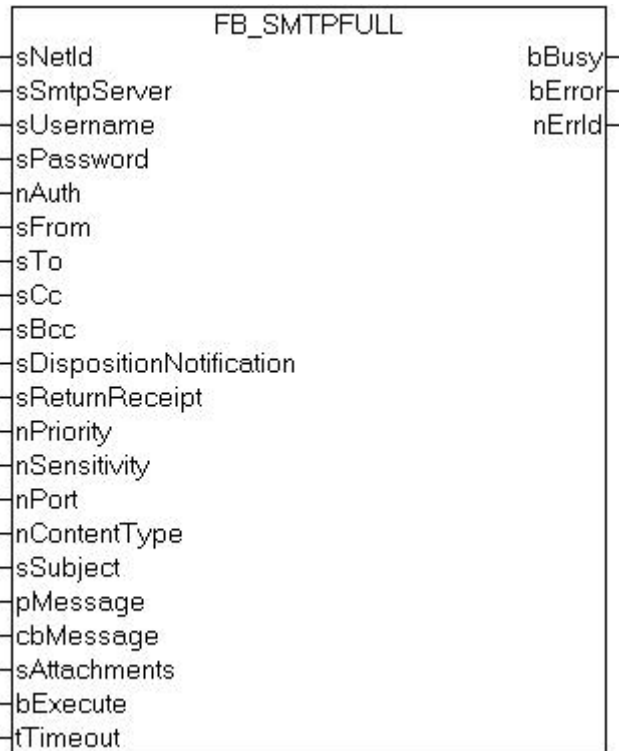 FB_SMTPFULL
sNetId bBusy
sSmtpServer bError
sUsername nErrId
sPassword
nAuth
sFrom
sTo
sCc
sBcc
sDispositionNotification
sReturnReceipt
nPriority
nSensitivity
nPort
nContentType
sSubject
pMessage
cbMessage
sAttachments
bExecute
tTimeout